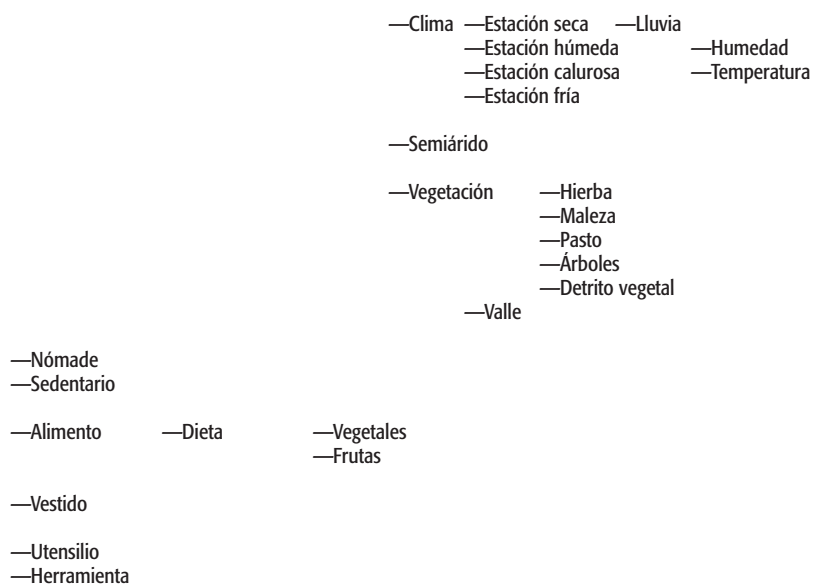 —Clima —Estación seca —Lluvia
—Estación húmeda —Humedad
—Estación calurosa —Temperatura
—Estación fría
—Semiárido
—Vegetación —Hierba
—Maleza
—Pasto
—Árboles
—Detrito vegetal
—Valle
—Nómade
—Sedentario
—Alimento —Dieta —Vegetales
—Frutas
—Vestido
—Utensilio
—Herramienta